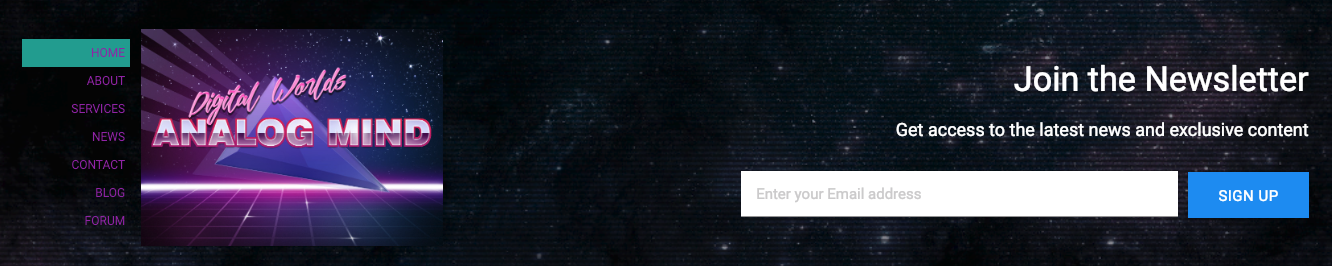 HOME
ABOUT
SERVICES
NEWS
CONTACT
BLOG
FORUM
Digital Worlds
ANALOG MIND
Join the Newsletter
Get access to the latest news and exclusive content
Enter your Email address
SIGN UP